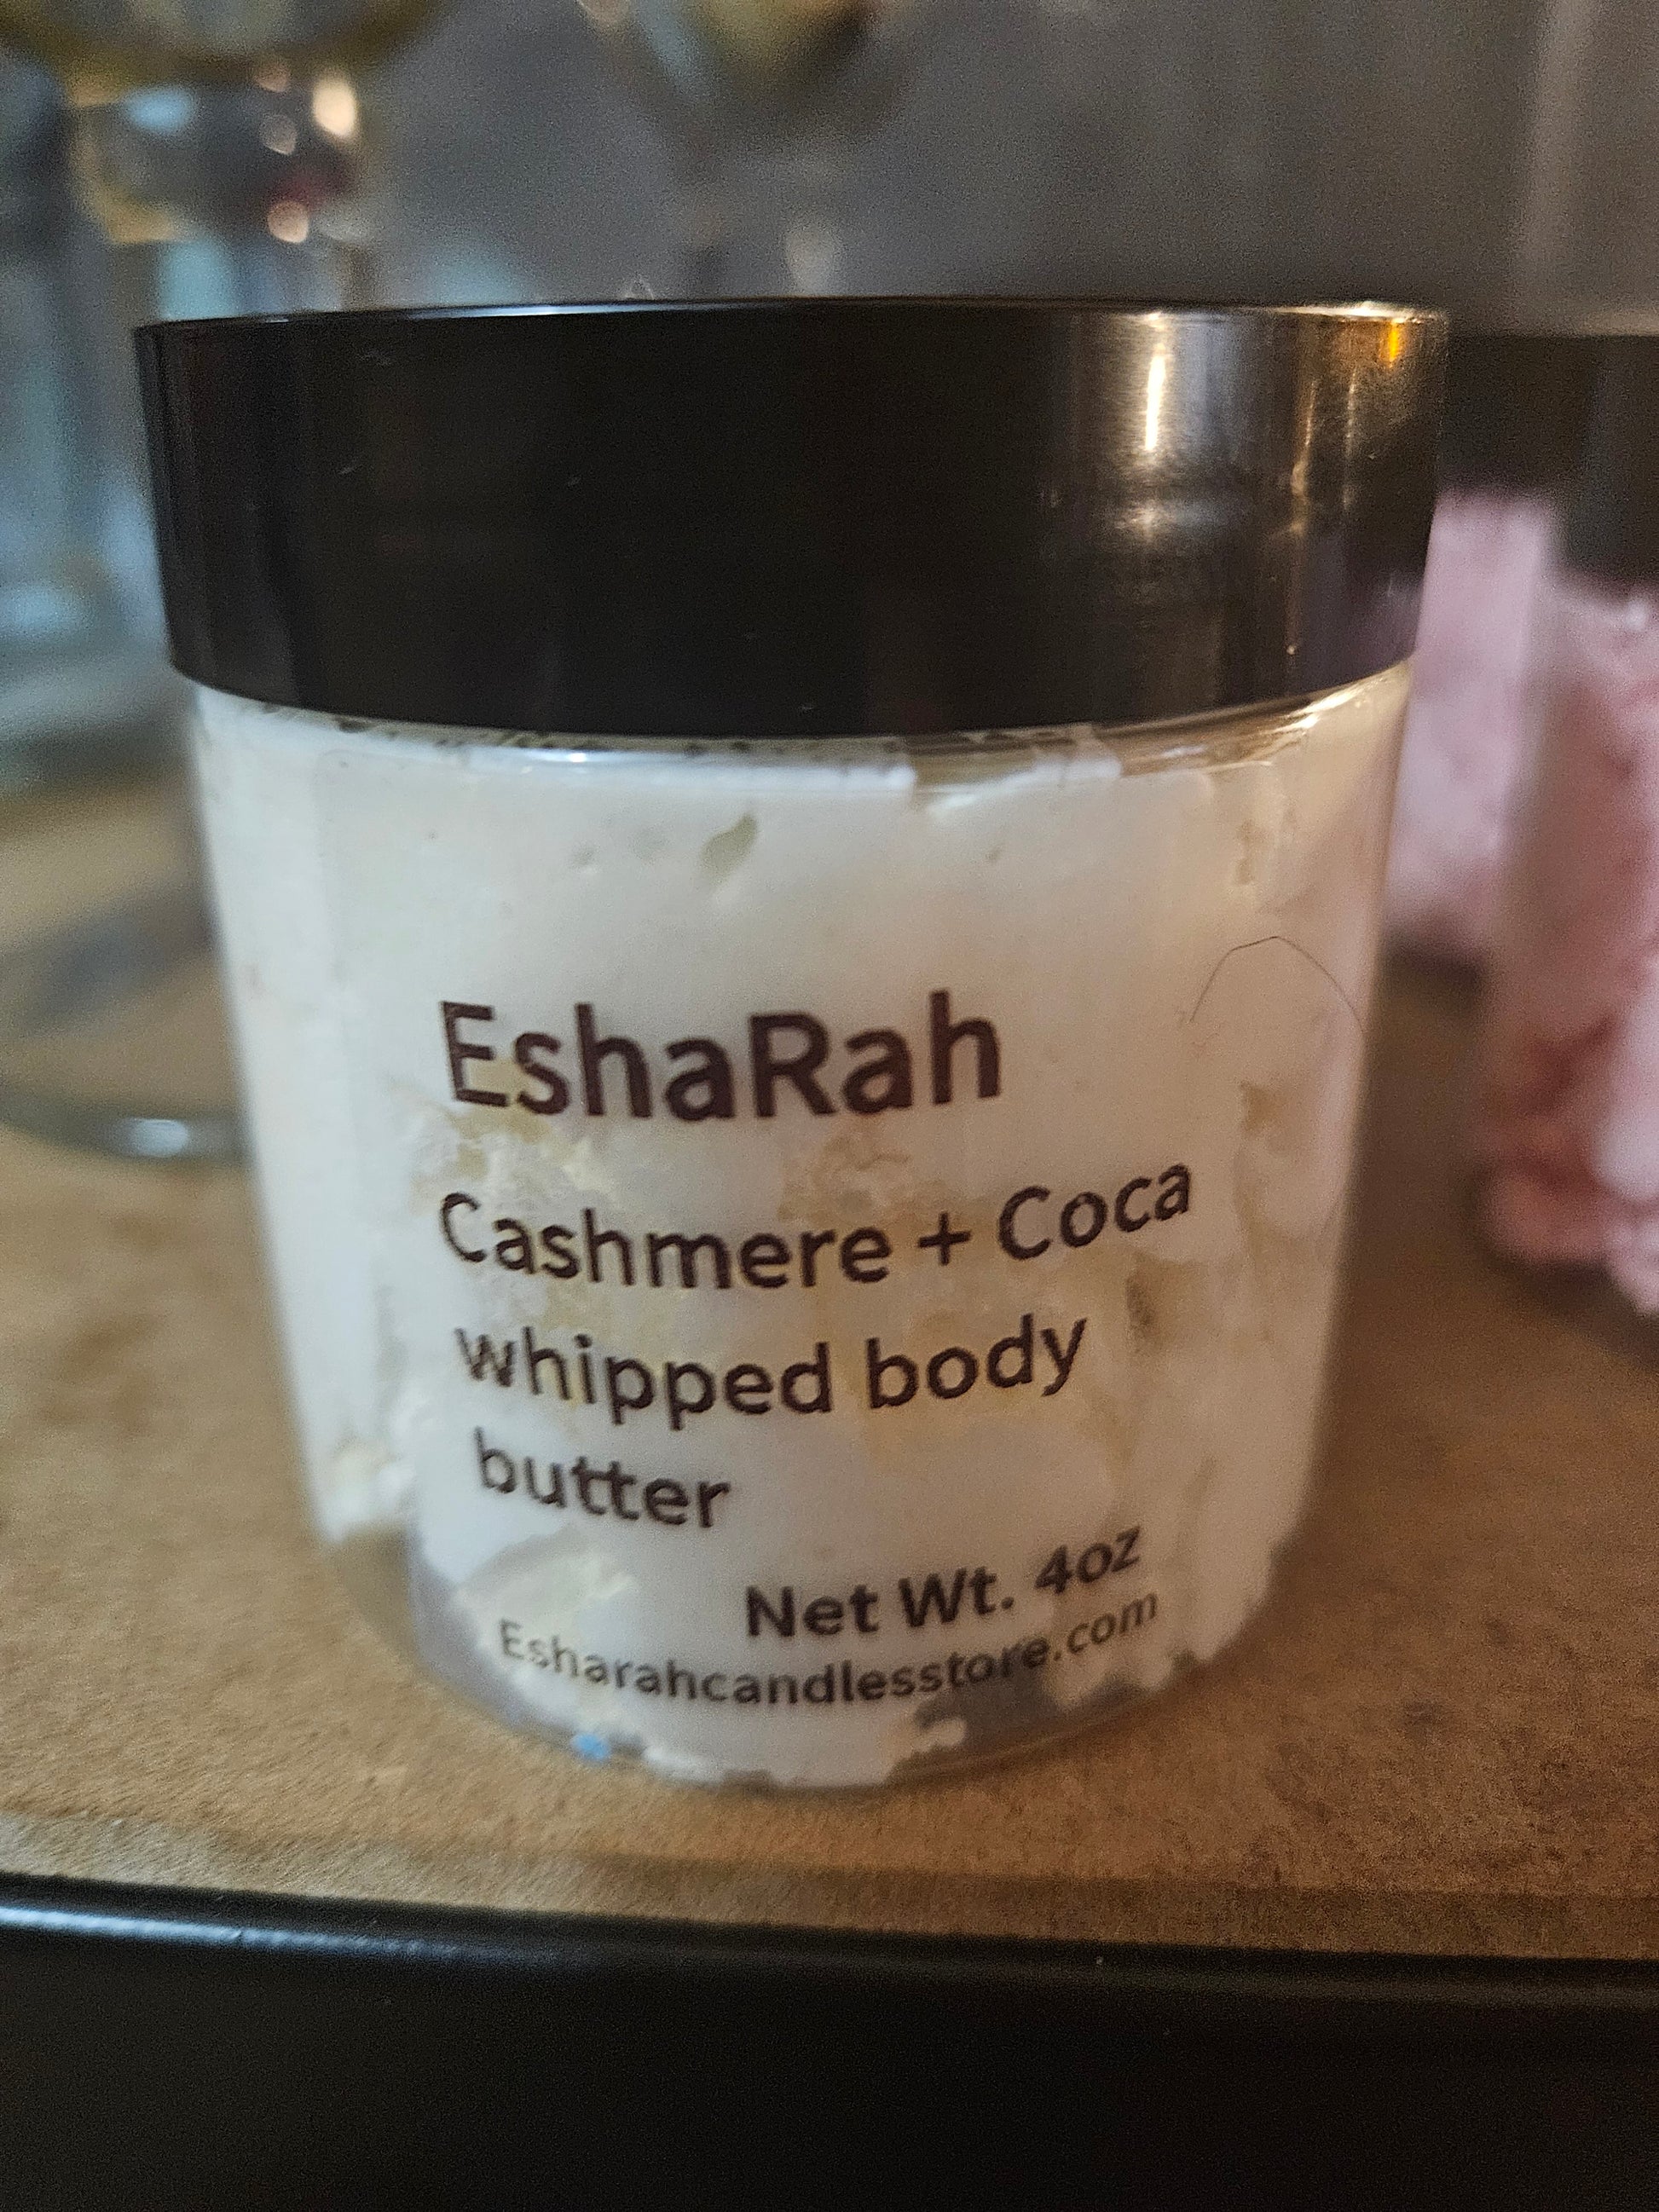 EshaRah
Cashmere + Coca
whipped body
butter
Net Wt. 4oz
Esharahcandlesstore.com